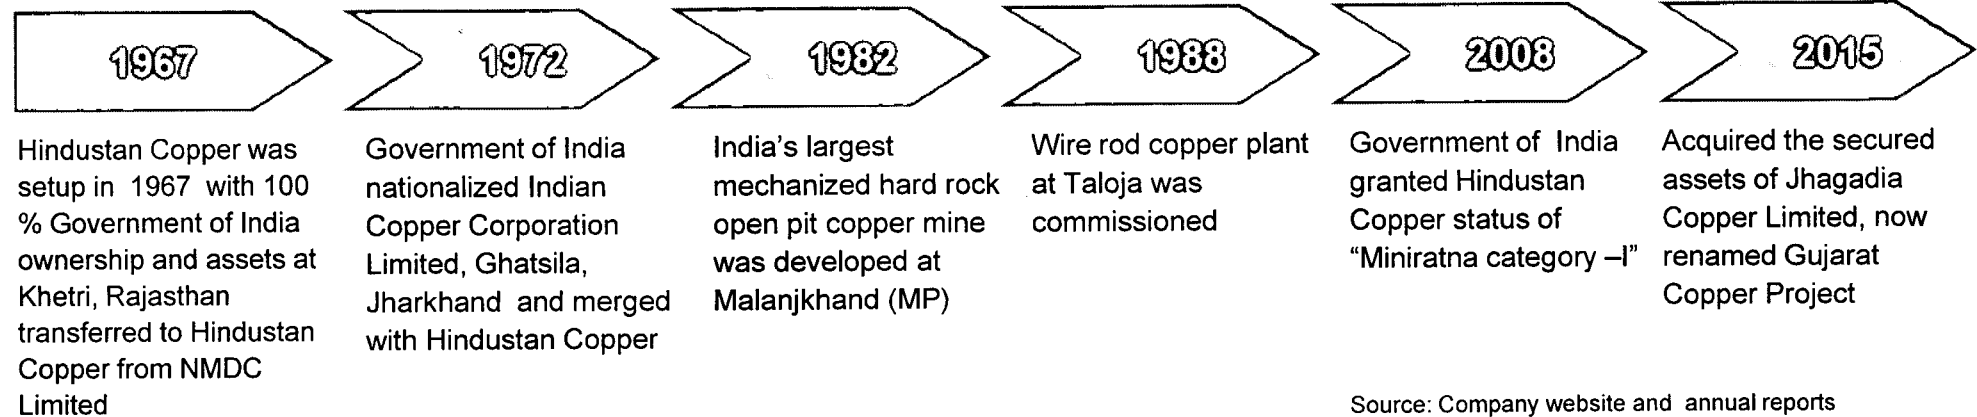 1967
Hindustan Copper was
setup in 1967 with 100
% Government of India
ownership and assets at
Khetri, Rajasthan
transferred to Hindustan
Copper from NMDC
Limited
1972
Government of India
nationalized Indian
Copper Corporation
Limited, Ghatsila,
Jharkhand and merged
with Hindustan Copper
1982
India's largest
mechanized hard rock
open pit copper mine
was developed at
Malanjkhand (MP)
1988
Wire rod copper plant
at Taloja was
commissioned
2008
Government of India
granted Hindustan
Copper status of
“Miniratna category –I”
2015
Acquired the secured
assets of Jhagadia
Copper Limited, now
renamed Gujarat
Copper Project
Source: Company website and annual reports